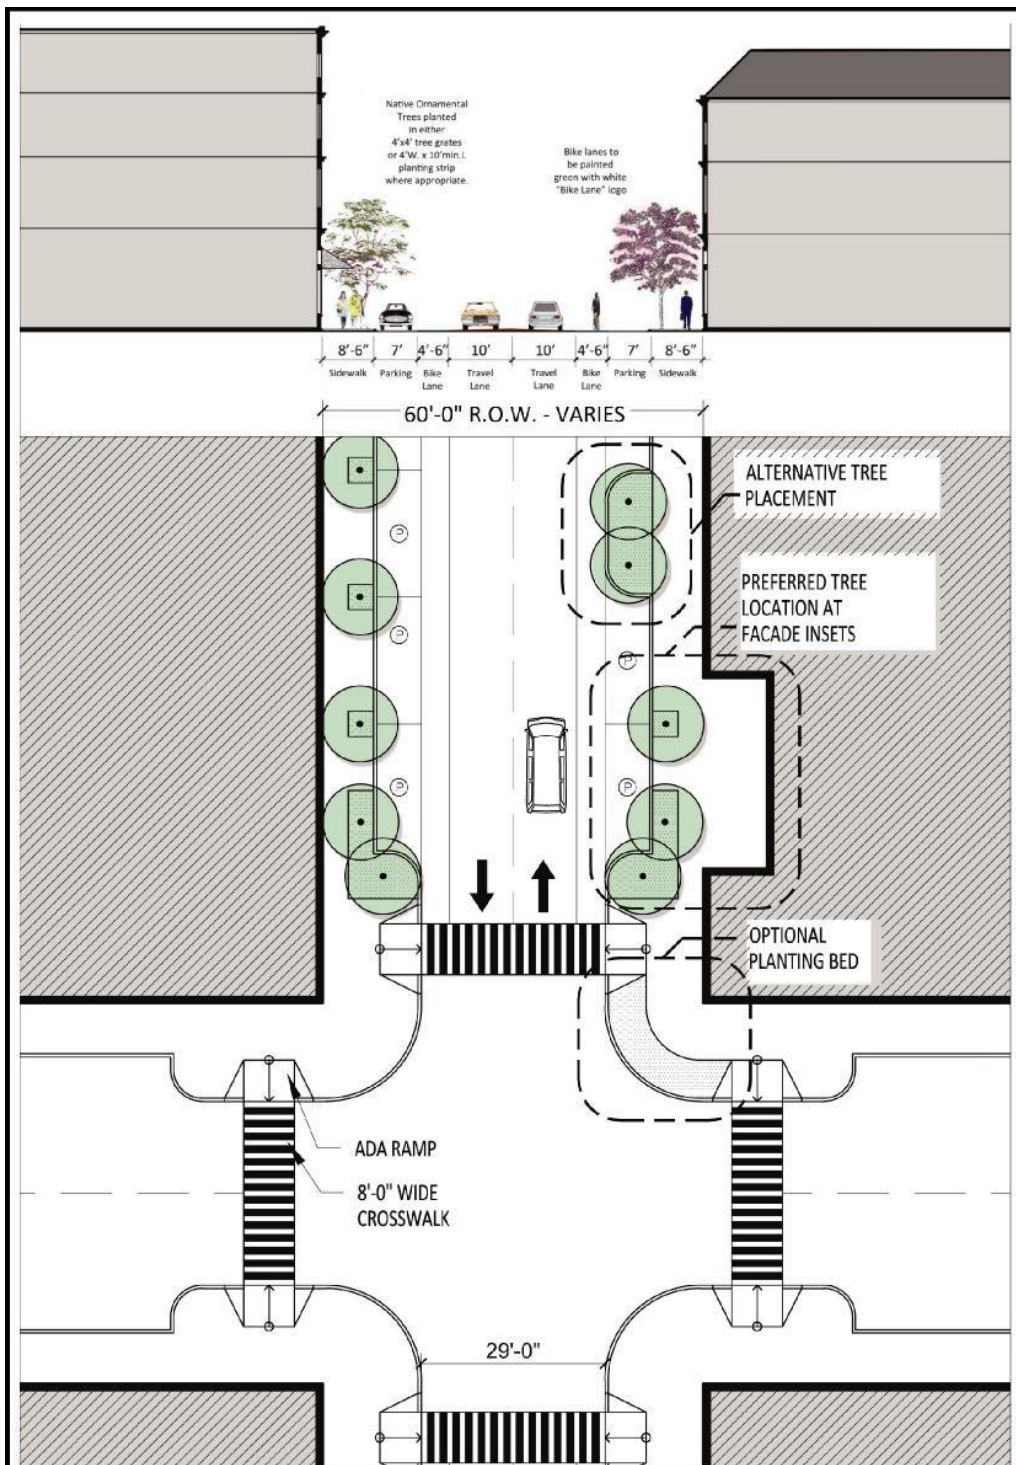 Native Ornamental
Trees planted
in either
4'x4' tree grates
or 4'W. x 10'min.L
planting strip
where appropriate.
Bike lanes to
be painted
green with white
"Bike Lane" logo
8'-6" 7' 4'-6" 10' 10' 4'-6" 7' 8'-6"
Sidewalk Parking Bike Lane Travel Lane Travel Lane Bike Lane Parking Sidewalk
60'-0" R.O.W. - VARIES
ALTERNATIVE TREE
PLACEMENT
P
PREFERRED TREE
LOCATION AT
FACADE INSETS
P
P
P
P
OPTIONAL
PLANTING BED
ADA RAMP
8'-0" WIDE
CROSSWALK
29'-0"